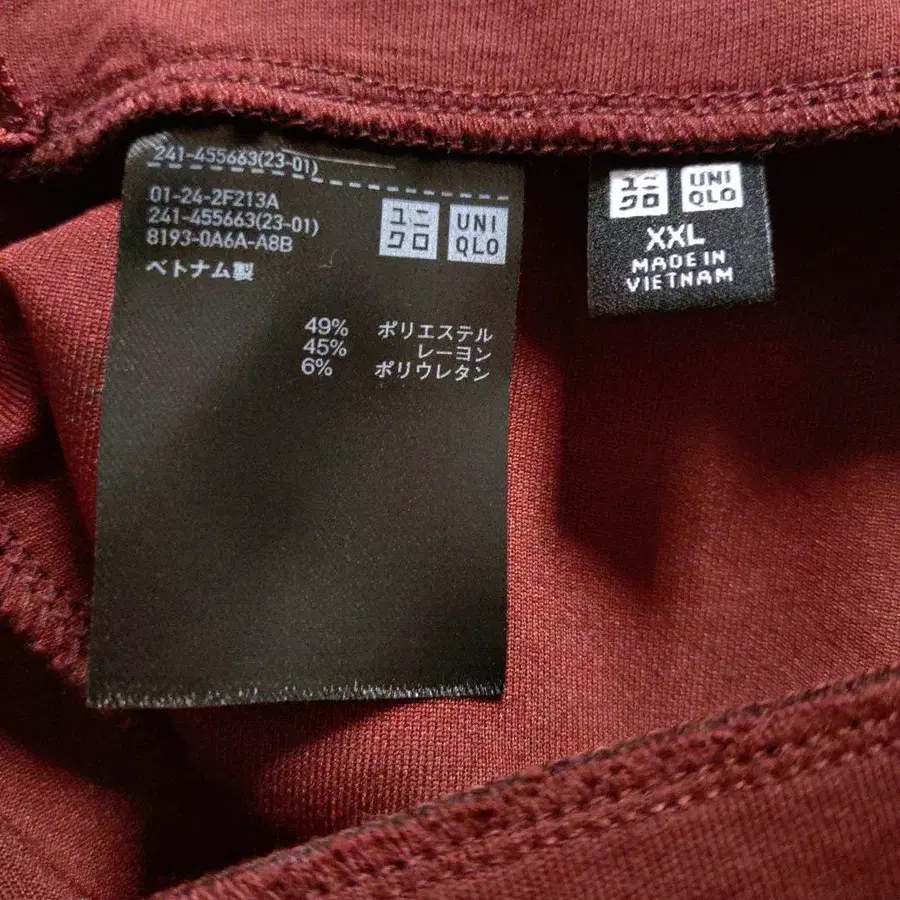 241-455663(23-01)
01-24-2F213A
241-455663(23-01)
8193-0A6A-A8B
ベトナム製
ユニ
クロ
UNI
QLO
49% ポリエステル
45% レーヨン
6% ポリウレタン
ユニ
クロ
UNI
QLO
XXL
MADE IN
VIETNAM